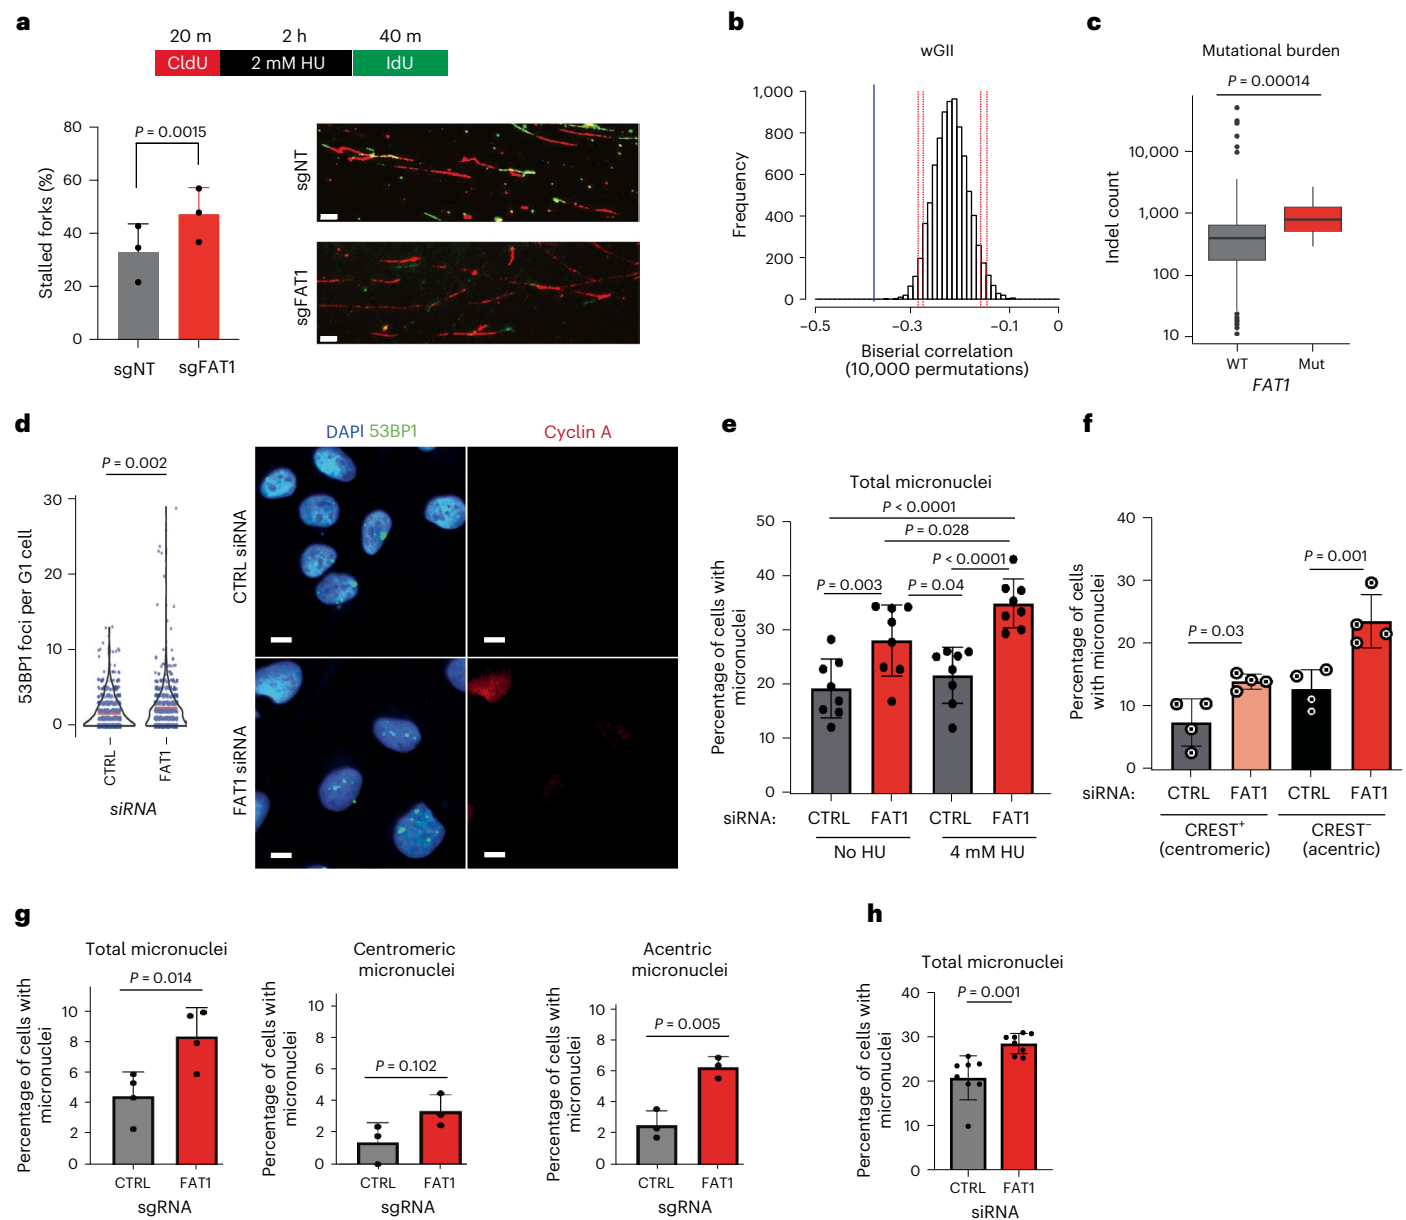 a
20 m
2 h
40 m
CldU
2 mM HU
IdU
Stalled forks (%)
80
60
40
20
0
P = 0.0015
sgNT
sgFAT1
sgNT
sgFAT1
b
wGII
Frequency
1,000
800
600
400
200
0
−0.5
−0.3
−0.1
0
Biserial correlation
(10,000 permutations)
c
Mutational burden
P = 0.00014
Indel count
10,000
1,000
100
10
WT
Mut
FAT1
d
P = 0.002
53BP1 foci per G1 cell
30
20
10
0
CTRL
FAT1
siRNA
DAPI 53BP1
Cyclin A
CTRL siRNA
FAT1 siRNA
e
Total micronuclei
P < 0.0001
P = 0.028
P < 0.0001
P = 0.003
P = 0.04
Percentage of cells with
micronuclei
50
40
30
20
10
0
siRNA:
CTRL
FAT1
CTRL
FAT1
No HU
4 mM HU
f
Percentage of cells
with micronuclei
40
30
20
10
0
P = 0.03
P = 0.001
siRNA:
CTRL
FAT1
CTRL
FAT1
CREST+
(centromeric)
CREST−
(acentric)
g
Total micronuclei
P = 0.014
Percentage of cells with
micronuclei
10
8
6
4
2
0
CTRL
FAT1
sgRNA
Centromeric
micronuclei
P = 0.102
Percentage of cells with
micronuclei
10
8
6
4
2
0
CTRL
FAT1
sgRNA
Acentric
micronuclei
P = 0.005
Percentage of cells with
micronuclei
10
8
6
4
2
0
CTRL
FAT1
sgRNA
h
Total micronuclei
P = 0.001
Percentage of cells with
micronuclei
40
30
20
10
0
CTRL
FAT1
siRNA